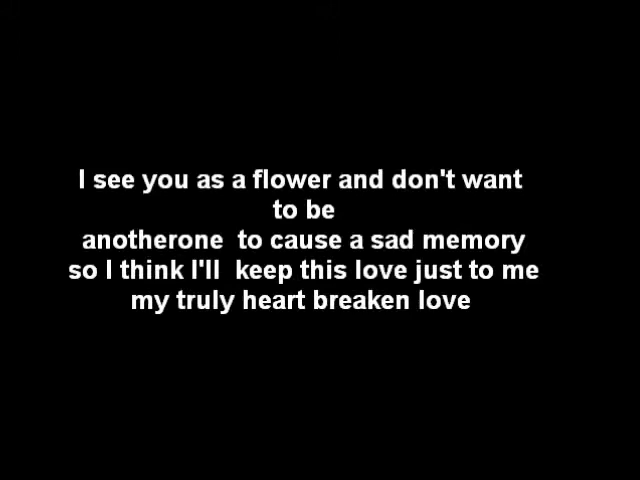 I see you as a flower and don't want
to be
anotherone  to cause a sad memory
so I think I'll  keep this love just to me
my truly heart breaken love